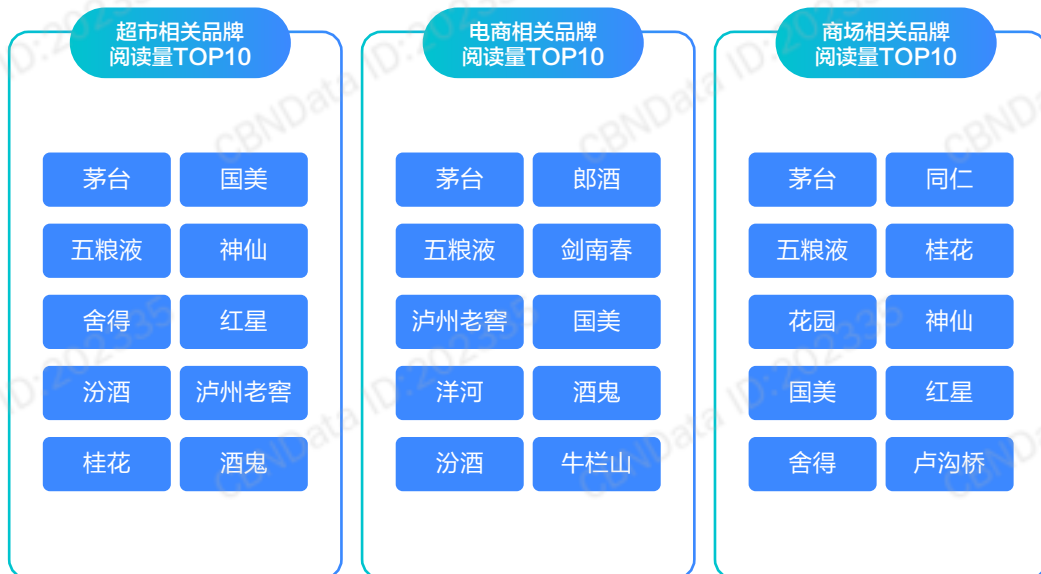 超市相关品牌
阅读量TOP10
茅台 国美
五粮液 神仙
舍得 红星
汾酒 泸州老窖
桂花 酒鬼
电商相关品牌
阅读量TOP10
茅台 郎酒
五粮液 剑南春
泸州老窖 国美
洋河 酒鬼
汾酒 牛栏山
商场相关品牌
阅读量TOP10
茅台 同仁
五粮液 桂花
花园 神仙
国美 红星
舍得 卢沟桥
CBNData ID:202335